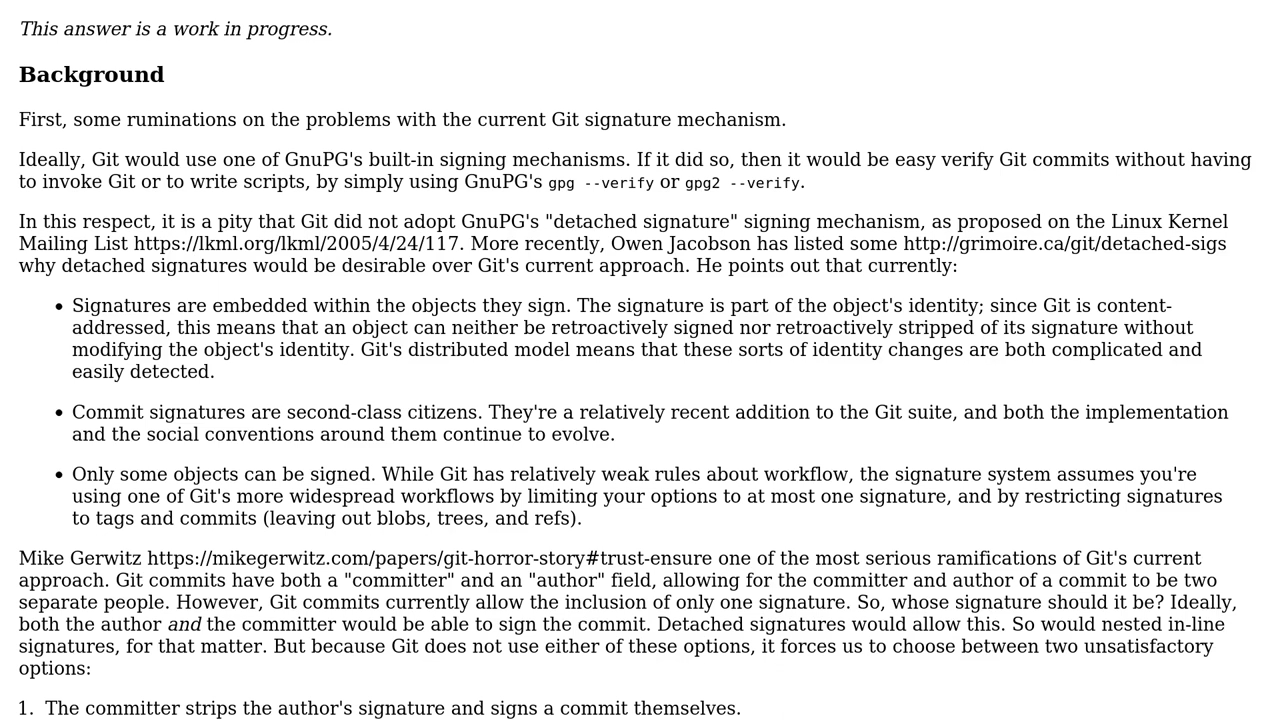 This answer is a work in progress.
Background
First, some ruminations on the problems with the current Git signature mechanism.
Ideally, Git would use one of GnuPG's built-in signing mechanisms. If it did so, then it would be easy verify Git commits without having
to invoke Git or to write scripts, by simply using GnuPG's gpg --verify or gpg2 --verify.
In this respect, it is a pity that Git did not adopt GnuPG's "detached signature" signing mechanism, as proposed on the Linux Kernel
Mailing List https://lkml.org/lkml/2005/4/24/117. More recently, Owen Jacobson has listed some http://grimoire.ca/git/detached-sigs
why detached signatures would be desirable over Git's current approach. He points out that currently:
• Signatures are embedded within the objects they sign. The signature is part of the object's identity; since Git is content-
addressed, this means that an object can neither be retroactively signed nor retroactively stripped of its signature without
modifying the object's identity. Git's distributed model means that these sorts of identity changes are both complicated and
easily detected.
• Commit signatures are second-class citizens. They're a relatively recent addition to the Git suite, and both the implementation
and the social conventions around them continue to evolve.
• Only some objects can be signed. While Git has relatively weak rules about workflow, the signature system assumes you're
using one of Git's more widespread workflows by limiting your options to at most one signature, and by restricting signatures
to tags and commits (leaving out blobs, trees, and refs).
Mike Gerwitz https://mikegerwitz.com/papers/git-horror-story#trust-ensure one of the most serious ramifications of Git's current
approach. Git commits have both a "committer" and an "author" field, allowing for the committer and author of a commit to be two
separate people. However, Git commits currently allow the inclusion of only one signature. So, whose signature should it be? Ideally,
both the author and the committer would be able to sign the commit. Detached signatures would allow this. So would nested in-line
signatures, for that matter. But because Git does not use either of these options, it forces us to choose between two unsatisfactory
options:
1. The committer strips the author's signature and signs a commit themselves.